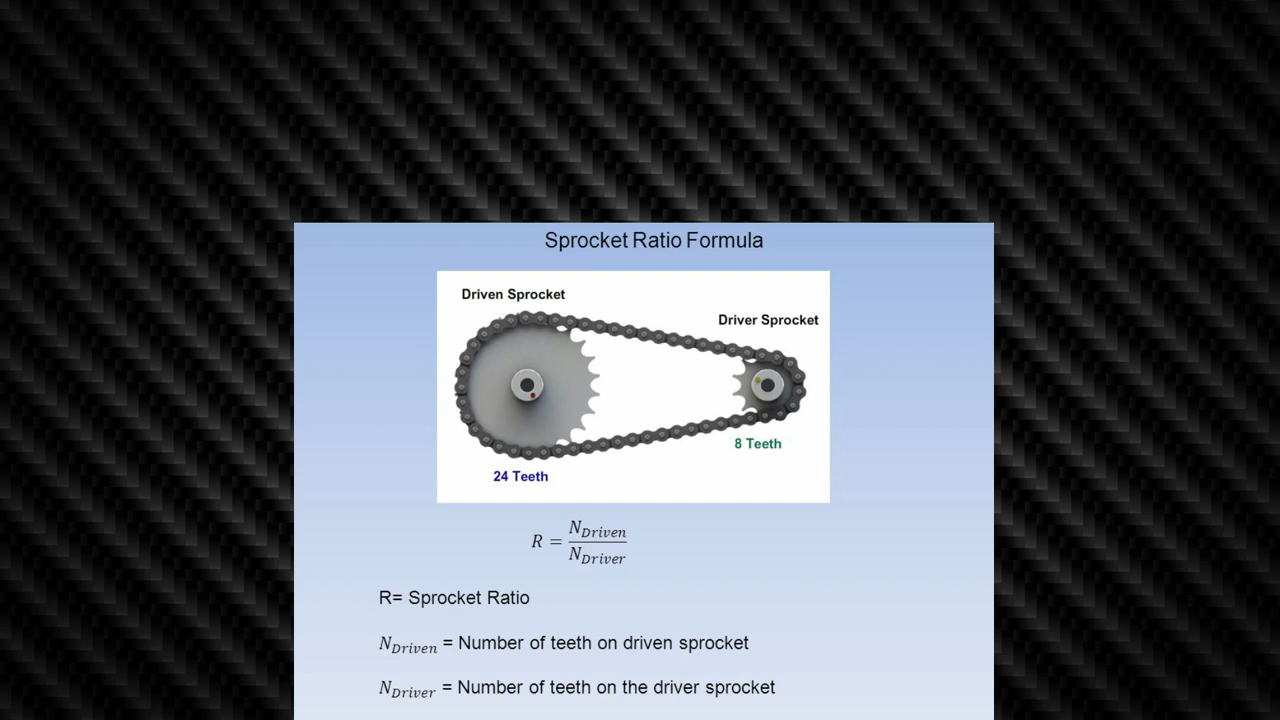 Sprocket Ratio Formula
Driven Sprocket
Driver Sprocket
8 Teeth
24 Teeth
R = N_Driven / N_Driver
R= Sprocket Ratio
N_Driven = Number of teeth on driven sprocket
N_Driver = Number of teeth on the driver sprocket